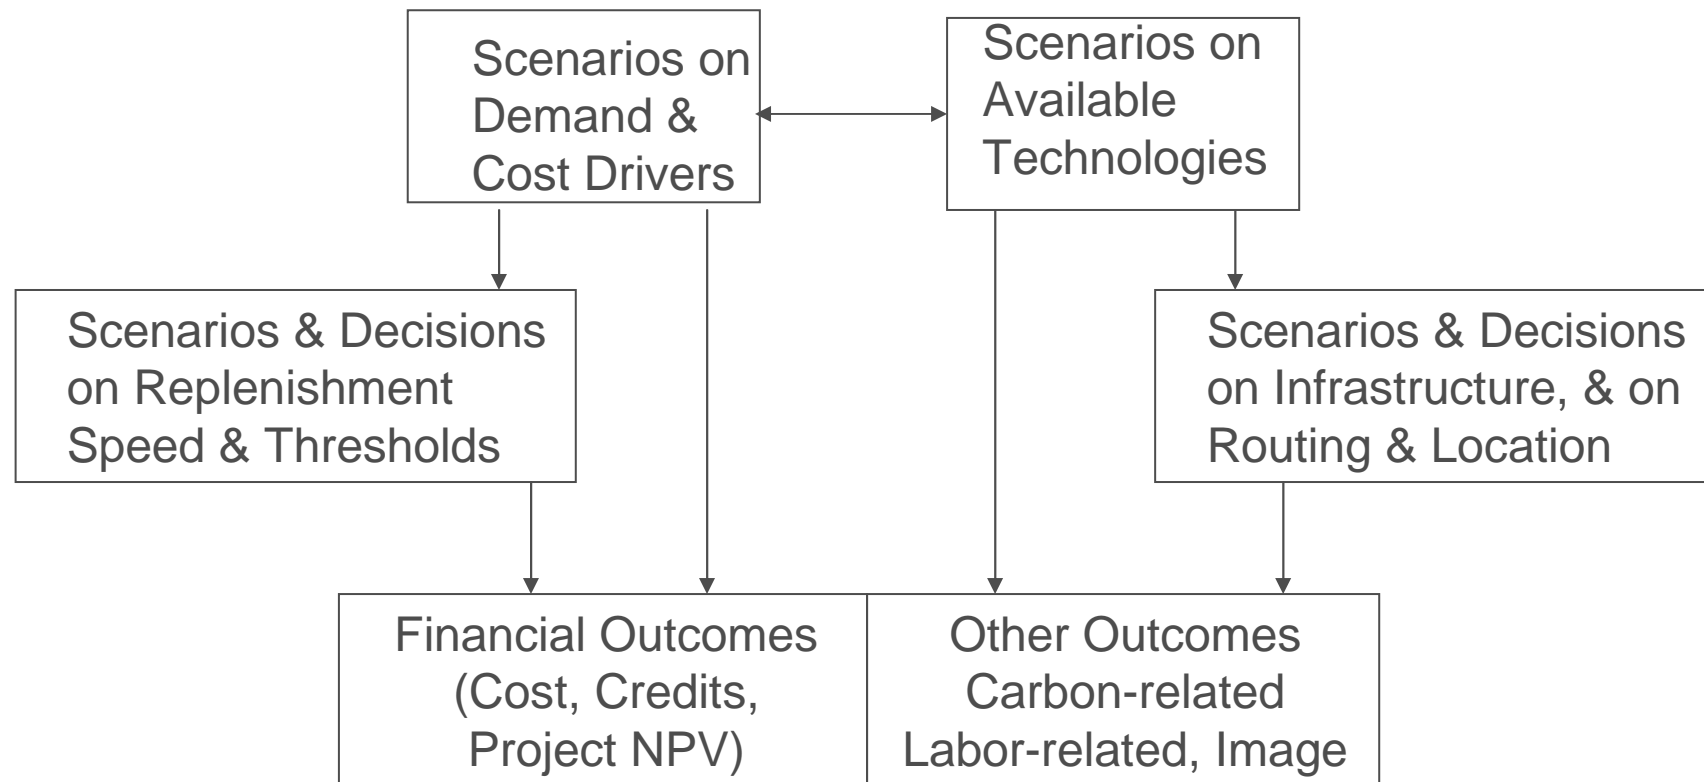 Scenarios on
Demand &
Cost Drivers
Scenarios on
Available
Technologies
Scenarios & Decisions
on Replenishment
Speed & Thresholds
Scenarios & Decisions
on Infrastructure, & on
Routing & Location
Financial Outcomes
(Cost, Credits,
Project NPV)
Other Outcomes
Carbon-related
Labor-related, Image